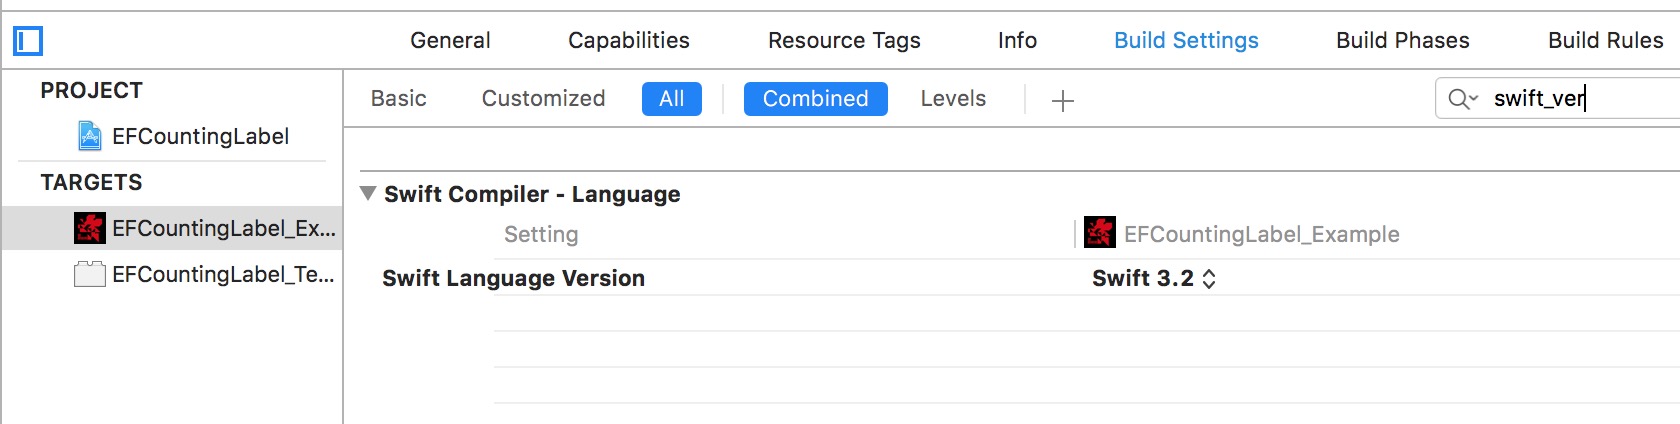 General Capabilities Resource Tags Info Build Settings Build Phases Build Rules
PROJECT
EFCountingLabel
TARGETS
EFCountingLabel_Ex...
EFCountingLabel_Te...
Basic Customized All Combined Levels + swift_ver
Swift Compiler - Language
Setting EFCountingLabel_Example
Swift Language Version Swift 3.2